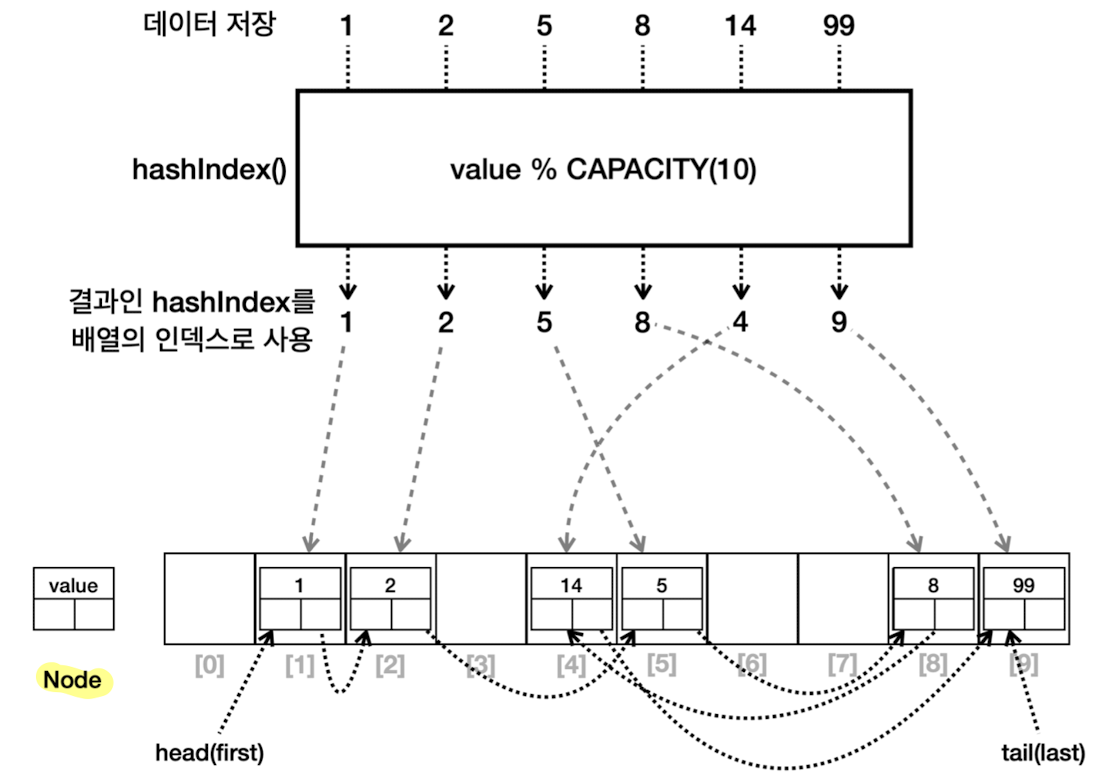 데이터 저장 1 2 5 8 14 99
hashIndex() value % CAPACITY(10)
결과인 hashIndex를
배열의 인덱스로 사용 1 2 5 8 4 9
value 1 2 14 5 8 99
[0] [1] [2] [3] [4] [5] [6] [7] [8] [9]
Node
head(first) tail(last)